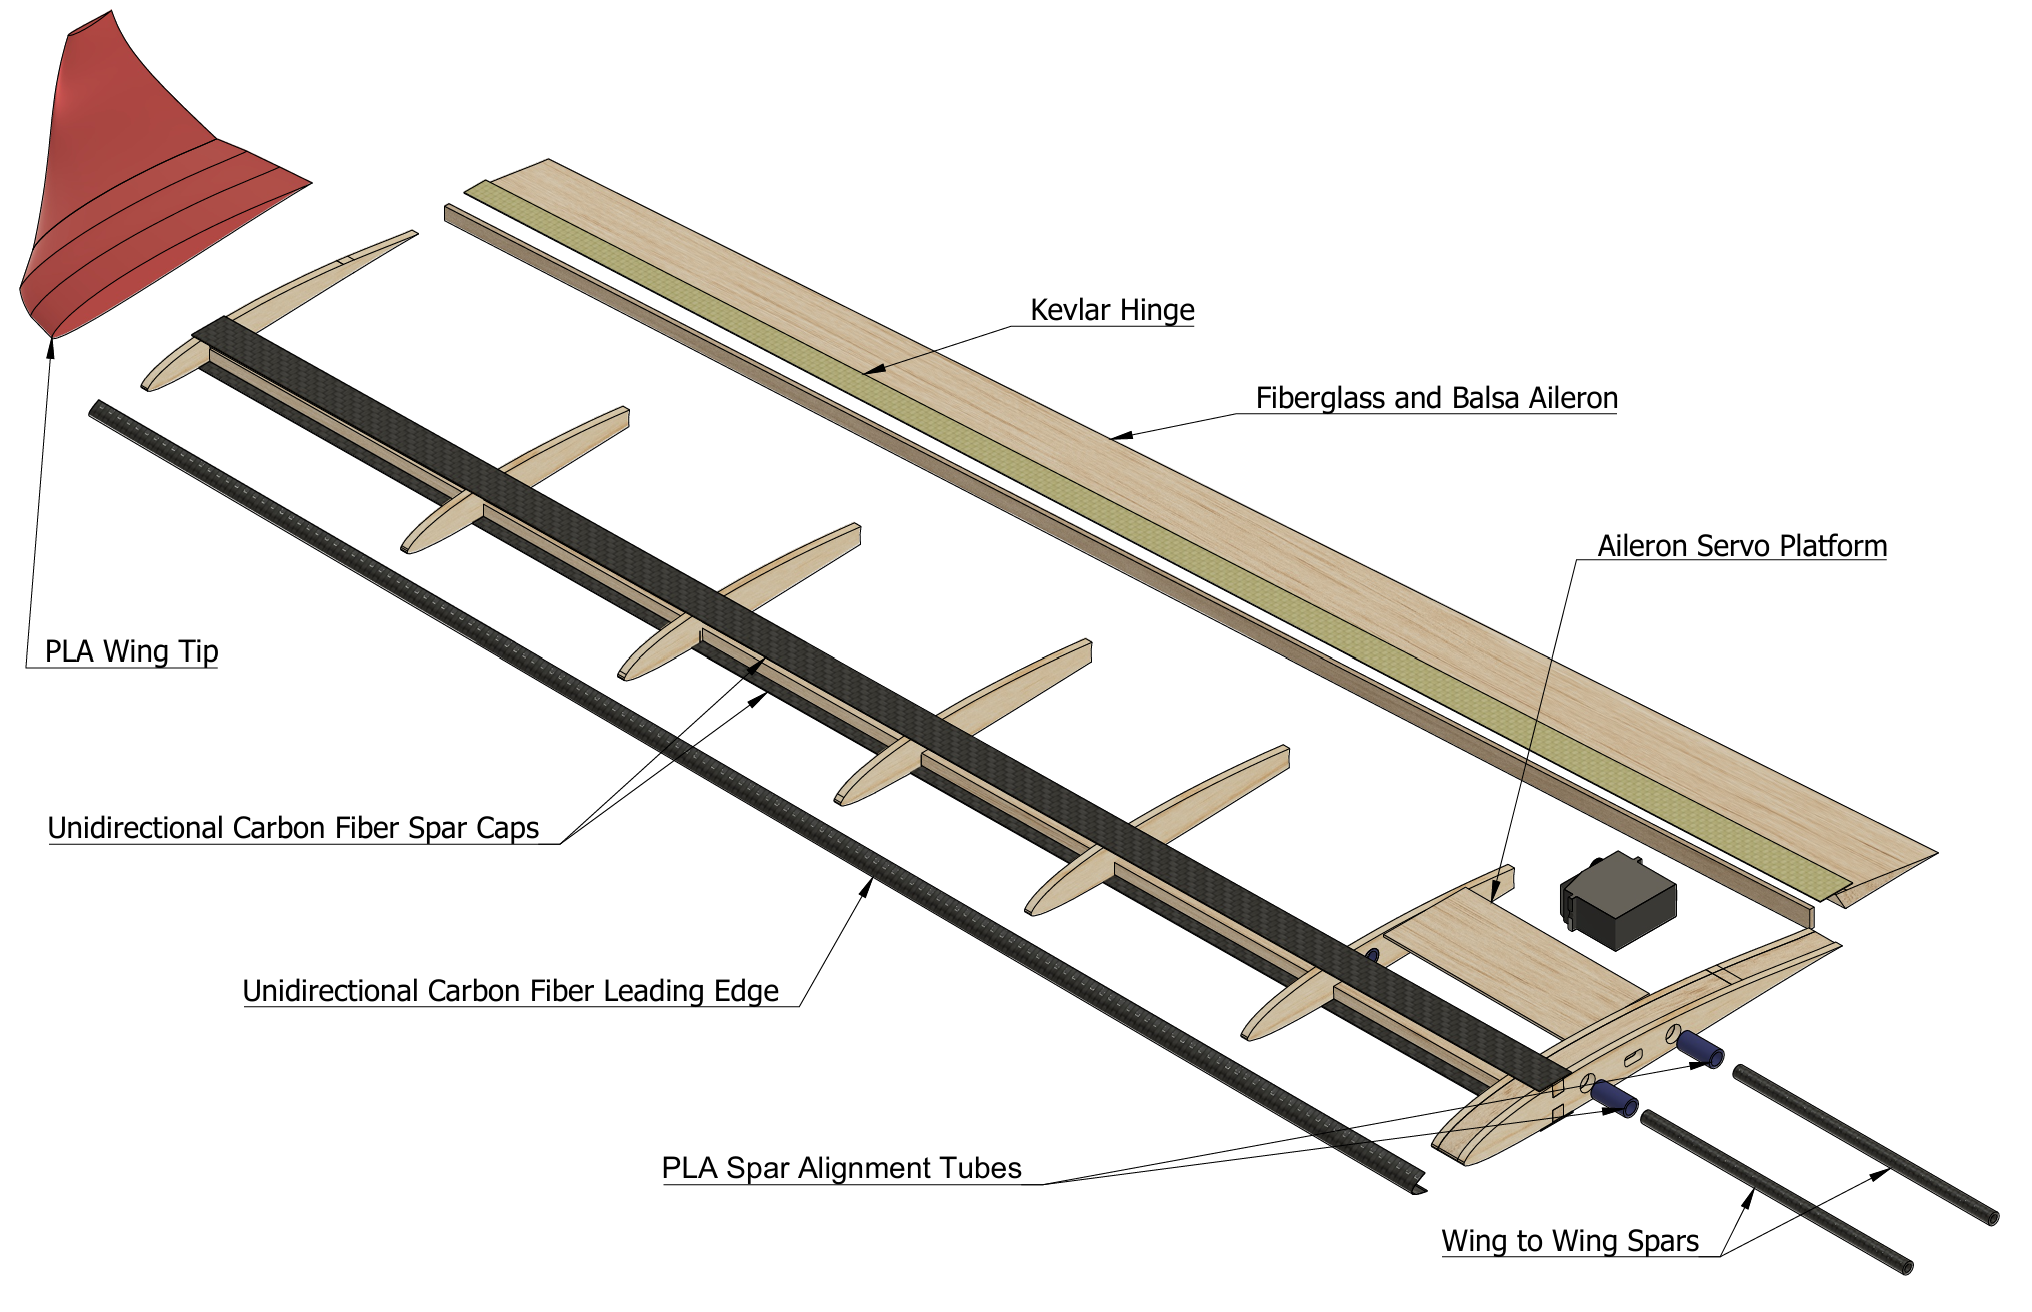 Kevlar Hinge
Fiberglass and Balsa Aileron
Aileron Servo Platform
PLA Wing Tip
Unidirectional Carbon Fiber Spar Caps
Unidirectional Carbon Fiber Leading Edge
PLA Spar Alignment Tubes
Wing to Wing Spars